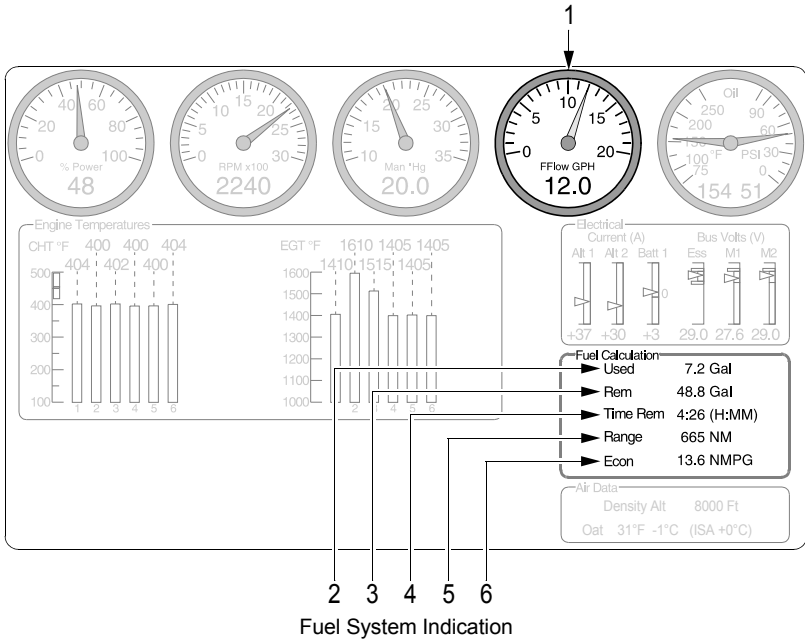 1
0 20 40 60 80 100
% Power
48
0 5 10 15 20 25 30
RPM x100
2240
10 15 20 25 30 35
Man "Hg
20.0
0 5 10 15 20
FFlow GPH
12.0
Oil
250 200 150 100 75
°F
90 60 30 0
PSI
154 51
Engine Temperatures
CHT °F
400 400 404
404 402 400
500
400
300
200
100
1 2 3 4 5 6
EGT °F
1610 1405 1405
1410 1515 1405
1600
1500
1400
1300
1200
1100
1000
1 2 3 4 5 6
Electrical
Current (A) Bus Volts (V)
Alt 1 Alt 2 Batt 1 Ess M1 M2
0
+37 +30 +3 29.0 27.6 29.0
Fuel Calculation
Used 7.2 Gal
Rem 48.8 Gal
Time Rem 4:26 (H:MM)
Range 665 NM
Econ 13.6 NMPG
Air Data
Density Alt 8000 Ft
Oat 31°F -1°C (ISA +0°C)
2 3 4 5 6
Fuel System Indication